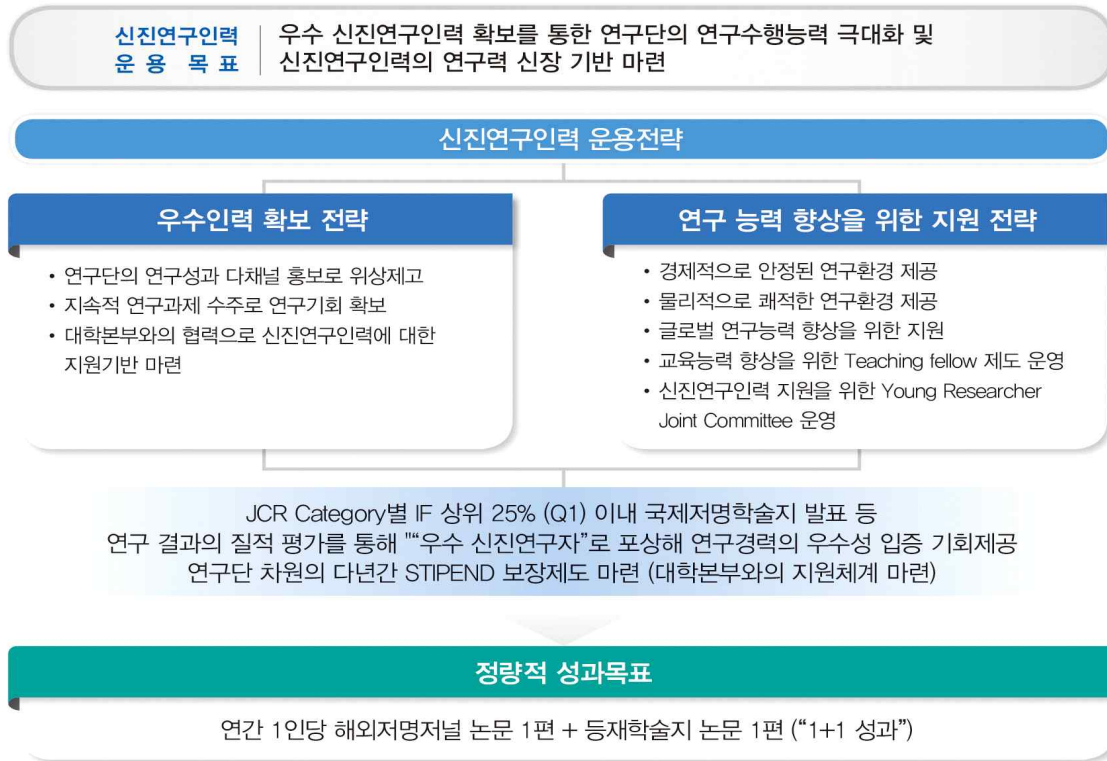 신진연구인력
운 용 목 표
우수 신진연구인력 확보를 통한 연구단의 연구수행능력 극대화 및
신진연구인력의 연구력 신장 기반 마련
신진연구인력 운용전략
우수인력 확보 전략
• 연구단의 연구성과 다채널 홍보로 위상제고
• 지속적 연구과제 수주로 연구기회 확보
• 대학본부와의 협력으로 신진연구인력에 대한
지원기반 마련
연구 능력 향상을 위한 지원 전략
• 경제적으로 안정된 연구환경 제공
• 물리적으로 쾌적한 연구환경 제공
• 글로벌 연구능력 향상을 위한 지원
• 교육능력 향상을 위한 Teaching fellow 제도 운영
• 신진연구인력 지원을 위한 Young Researcher
Joint Committee 운영
JCR Category별 IF 상위 25% (Q1) 이내 국제저명학술지 발표 등
연구 결과의 질적 평가를 통해 "“우수 신진연구자”로 포상해 연구경력의 우수성 입증 기회제공
연구단 차원의 다년간 STIPEND 보장제도 마련 (대학본부와의 지원체계 마련)
정량적 성과목표
연간 1인당 해외저명저널 논문 1편 + 등재학술지 논문 1편 (“1+1 성과”)